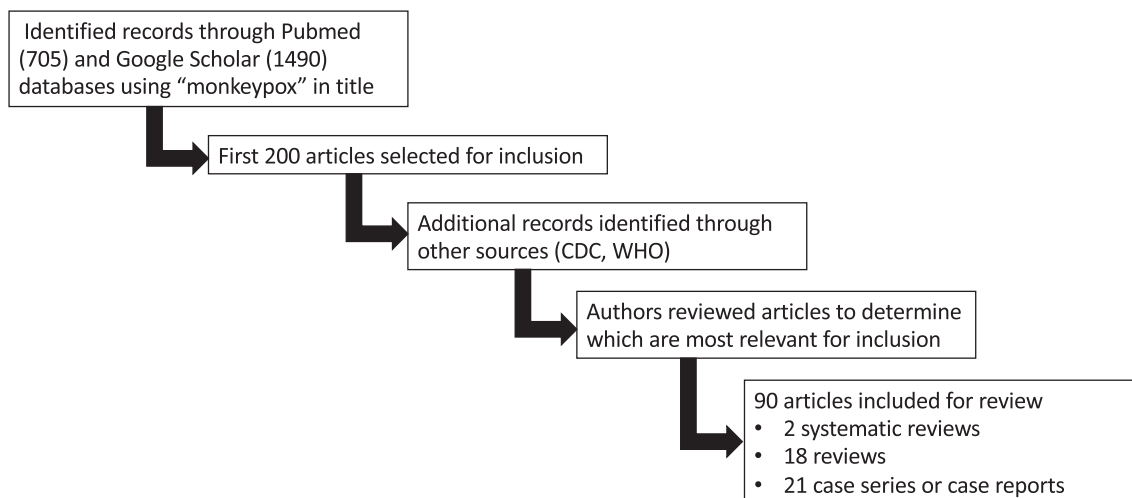 Identified records through Pubmed
(705) and Google Scholar (1490)
databases using “monkeypox” in title
First 200 articles selected for inclusion
Additional records identified through
other sources (CDC, WHO)
Authors reviewed articles to determine
which are most relevant for inclusion
90 articles included for review
• 2 systematic reviews
• 18 reviews
• 21 case series or case reports